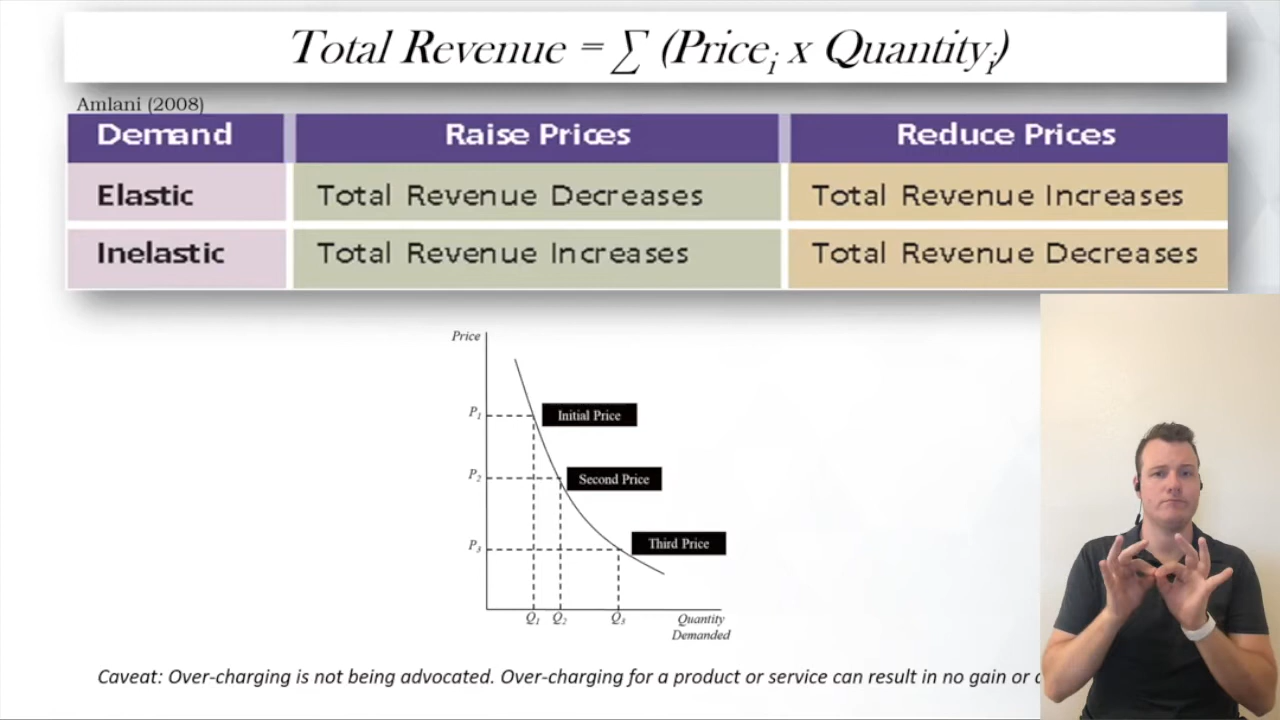 Total Revenue = ∑ (Priceᵢ x Quantityᵢ)
Amlani (2008)
Demand Raise Prices Reduce Prices
Elastic Total Revenue Decreases Total Revenue Increases
Inelastic Total Revenue Increases Total Revenue Decreases
Price
P₁ Initial Price
P₂ Second Price
P₃ Third Price
Q₁ Q₂ Q₃ Quantity
Demanded
Caveat: Over-charging is not being advocated. Over-charging for a product or service can result in no gain or